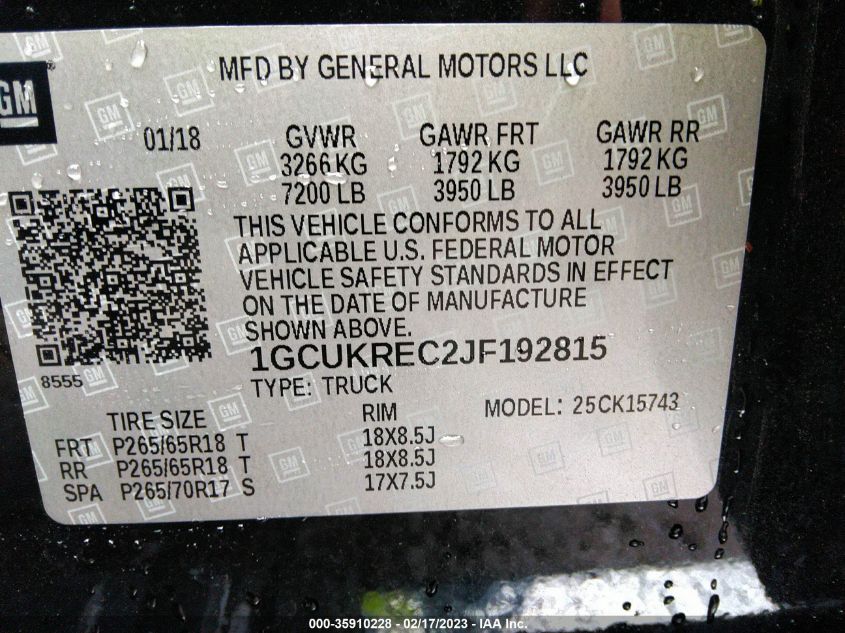 GM
MFD BY GENERAL MOTORS LLC
01/18 GVWR GAWR FRT GAWR RR
3266 KG 1792 KG 1792 KG
7200 LB 3950 LB 3950 LB
THIS VEHICLE CONFORMS TO ALL
APPLICABLE U.S. FEDERAL MOTOR
VEHICLE SAFETY STANDARDS IN EFFECT
ON THE DATE OF MANUFACTURE
SHOWN ABOVE.
8555
1GCUKREC2JF192815
TYPE: TRUCK
MODEL: 25CK15743
TIRE SIZE RIM
FRT P265/65R18 T 18X8.5J
RR P265/65R18 T 18X8.5J
SPA P265/70R17 S 17X7.5J
000-35910228 - 02/17/2023 - IAA Inc.